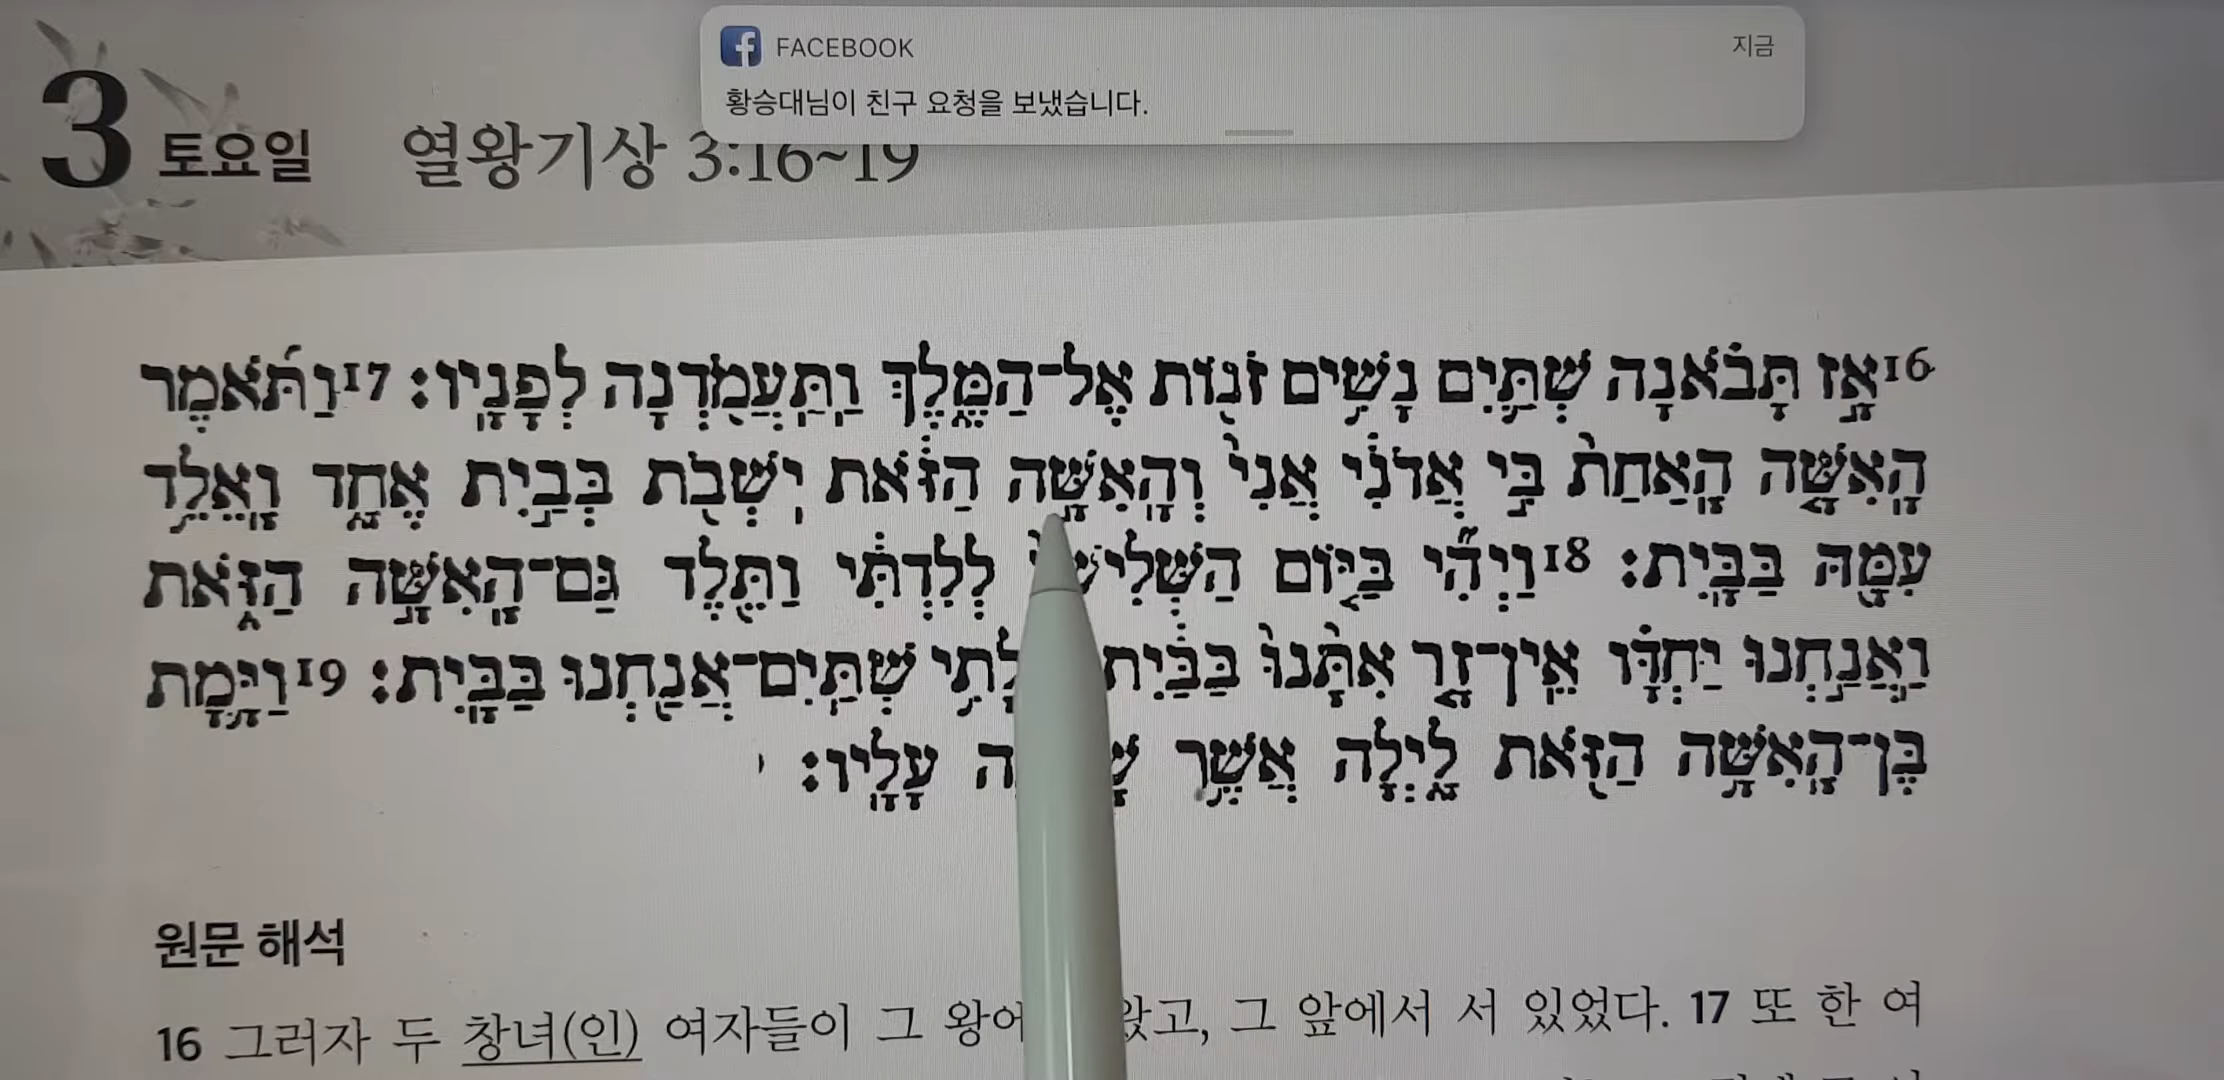 FACEBOOK 지금
황승대님이 친구 요청을 보냈습니다.
3 토요일 열왕기상 3:16~19
16אָ֣ז תָּבֹ֗אנָה שְׁתַּ֛יִם נָשִׁ֥ים זֹנ֖וֹת אֶל־הַמֶּ֑לֶךְ וַֽתַּעֲמֹ֖דְנָה לְפָנָֽיו׃ 17וַתֹּ֜אמֶר
הָאִשָּׁ֤ה הָֽאַחַת֙ בִּ֣י אֲדֹנִ֔י אֲנִי֙ וְהָאִשָּׁ֣ה הַזֹּ֔את יֹשְׁבֹ֖ת בְּבַ֣יִת אֶחָ֑ד וָאֵלֵ֥ד
עִמָּ֖הּ בַּבָּֽיִת׃ 18וַיְהִ֞י בַּיּ֤וֹם לְלִדְתִּ֔י וַתֵּ֖לֶד גַּם־הָאִשָּׁ֣ה הַזֹּ֑את
וַאֲנַ֣חְנוּ יַחְדָּ֗ו אֵֽין־זָ֤ר אִתָּ֙נוּ֙ בַּבַּ֔יִת שְׁתַּֽיִם־אֲנַ֖חְנוּ בַּבָּֽיִת׃ 19וַיָּ֛מָת
בֶּן־הָאִשָּׁ֥ה הַזֹּ֖את לָ֑יְלָה אֲשֶׁ֥ר עָלָֽיו׃
원문 해석
16 그러자 두 창녀(인) 여자들이 그 왕에 왔고, 그 앞에서 서 있었다. 17 또 한 여